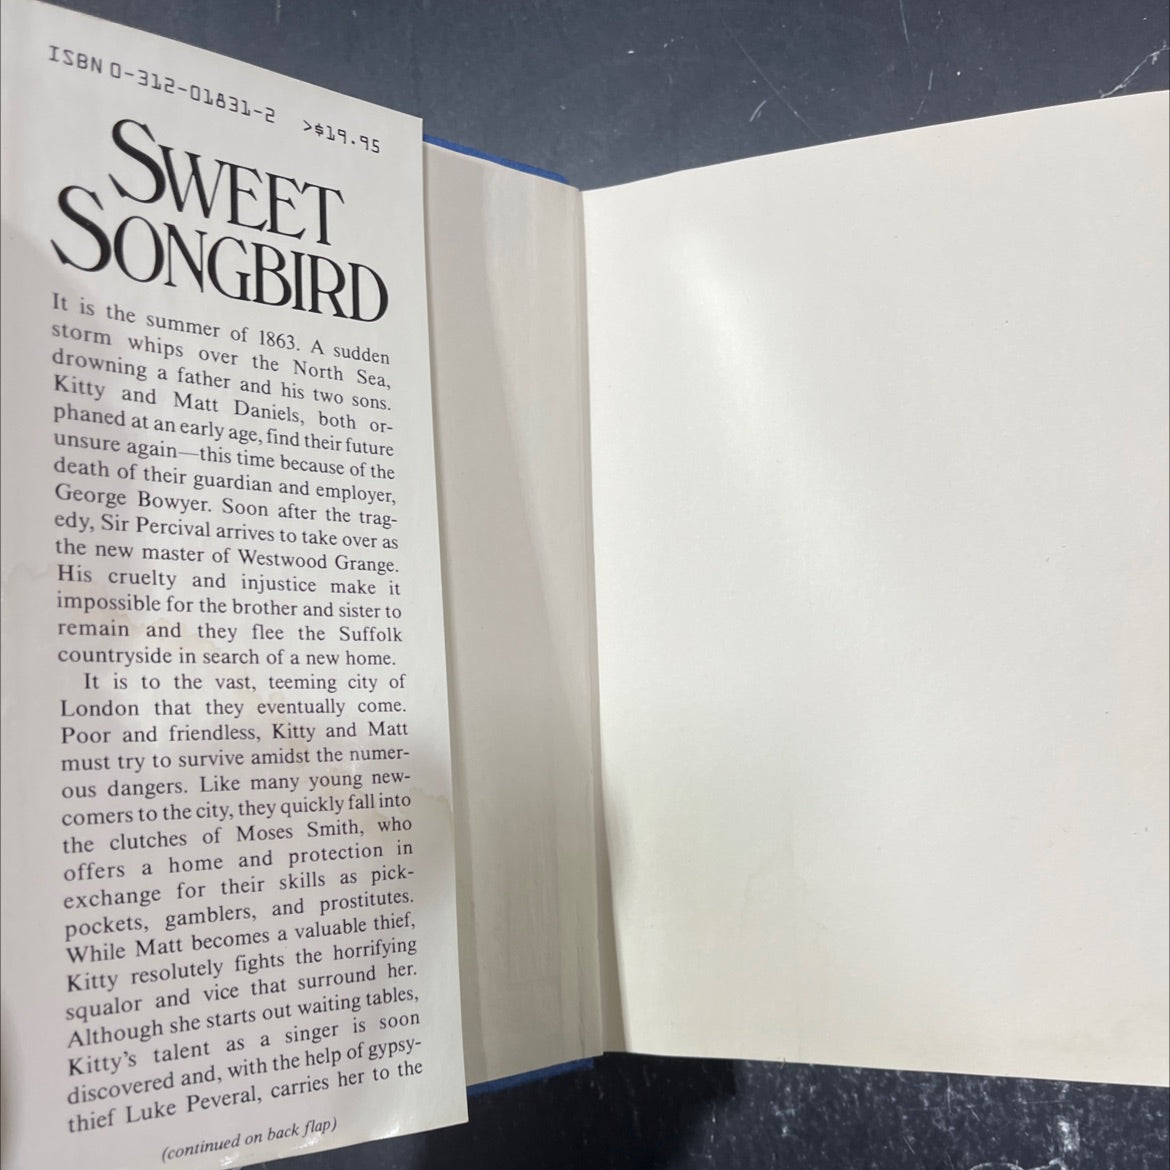 ISBN 0-312-01831-2 >$19.95
SWEET
SONGBIRD
It is the summer of 1863. A sudden
storm whips over the North Sea,
drowning a father and his two sons.
Kitty and Matt Daniels, both or-
phaned at an early age, find their future
unsure again—this time because of the
death of their guardian and employer,
George Bowyer. Soon after the trag-
edy, Sir Percival arrives to take over as
the new master of Westwood Grange.
His cruelty and injustice make it
impossible for the brother and sister to
remain and they flee the Suffolk
countryside in search of a new home.
It is to the vast, teeming city of
London that they eventually come.
Poor and friendless, Kitty and Matt
must try to survive amidst the numer-
ous dangers. Like many young new-
comers to the city, they quickly fall into
the clutches of Moses Smith, who
offers a home and protection in
exchange for their skills as pick-
pockets, gamblers, and prostitutes.
While Matt becomes a valuable thief,
Kitty resolutely fights the horrifying
squalor and vice that surround her.
Although she starts out waiting tables,
Kitty's talent as a singer is soon
discovered and, with the help of gypsy-
thief Luke Peveral, carries her to the
(continued on back flap)